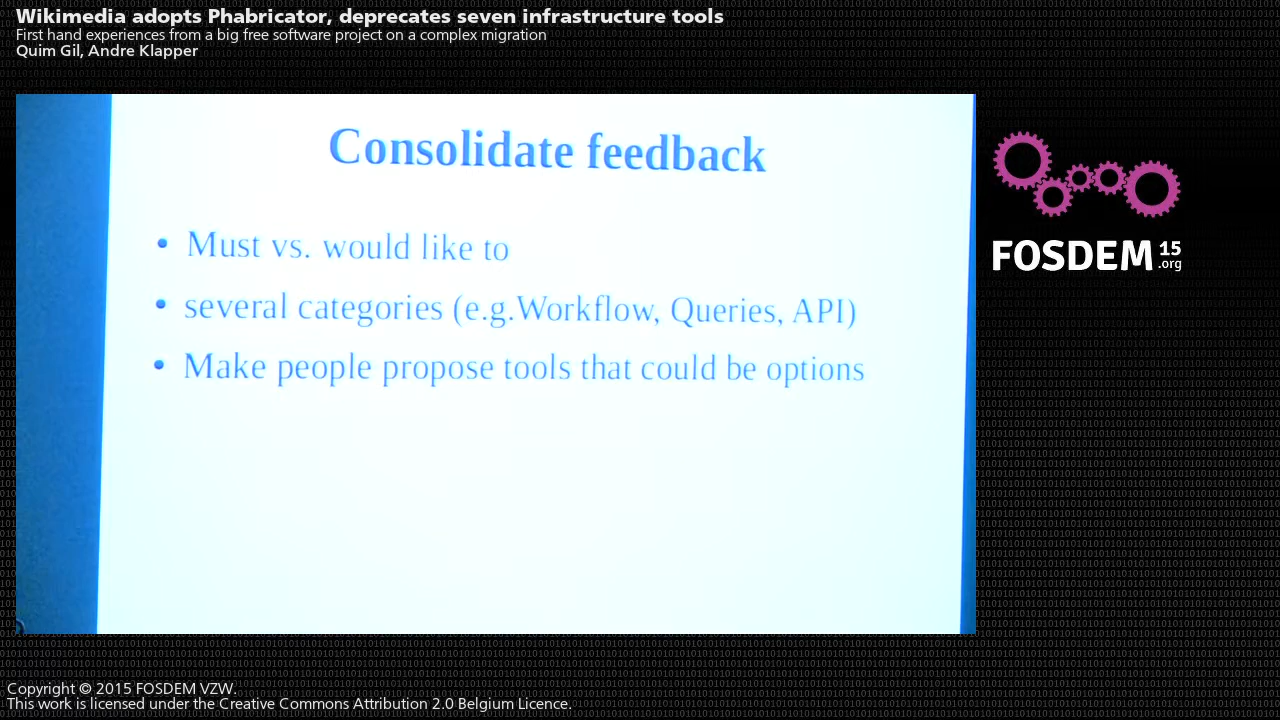 Wikimedia adopts Phabricator, deprecates seven infrastructure tools
First hand experiences from a big free software project on a complex migration
Quim Gil, Andre Klapper
Consolidate feedback
• Must vs. would like to
• several categories (e.g.Workflow, Queries, API)
• Make people propose tools that could be options
FOSDEM 15
.org
Copyright © 2015 FOSDEM VZW.
This work is licensed under the Creative Commons Attribution 2.0 Belgium Licence.